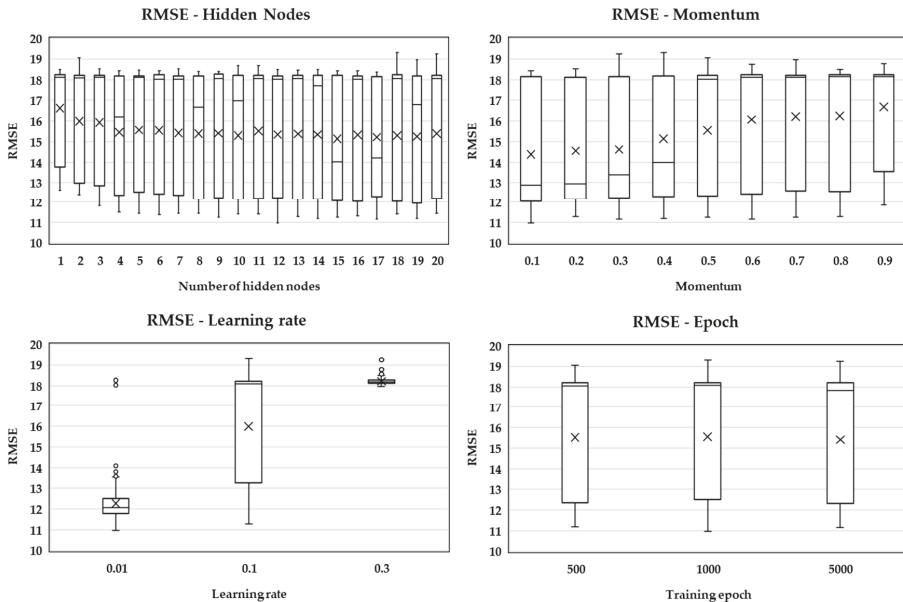 RMSE - Hidden Nodes
20
19
18
17
16
15
14
13
12
11
10
RMSE
1 2 3 4 5 6 7 8 9 10 11 12 13 14 15 16 17 18 19 20
Number of hidden nodes
RMSE - Momentum
20
19
18
17
16
15
14
13
12
11
10
RMSE
0.1 0.2 0.3 0.4 0.5 0.6 0.7 0.8 0.9
Momentum
RMSE - Learning rate
20
19
18
17
16
15
14
13
12
11
10
RMSE
0.01 0.1 0.3
Learning rate
RMSE - Epoch
20
19
18
17
16
15
14
13
12
11
10
RMSE
500 1000 5000
Training epoch